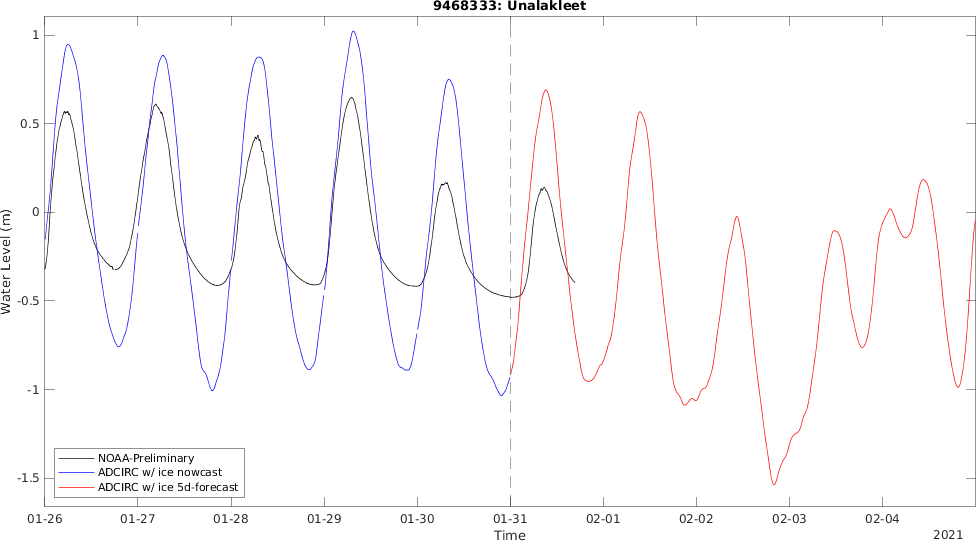 9468333: Unalakleet
Water Level (m)
1
0.5
0
-0.5
-1
-1.5
NOAA-Preliminary
ADCIRC w/ ice nowcast
ADCIRC w/ ice 5d-forecast
01-26 01-27 01-28 01-29 01-30 01-31 02-01 02-02 02-03 02-04
Time
2021